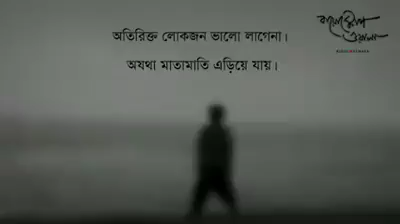 অতিরিক্ত লোকজন ভালো লাগেনা।
অযথা মাতামাতি এড়িয়ে যায়।